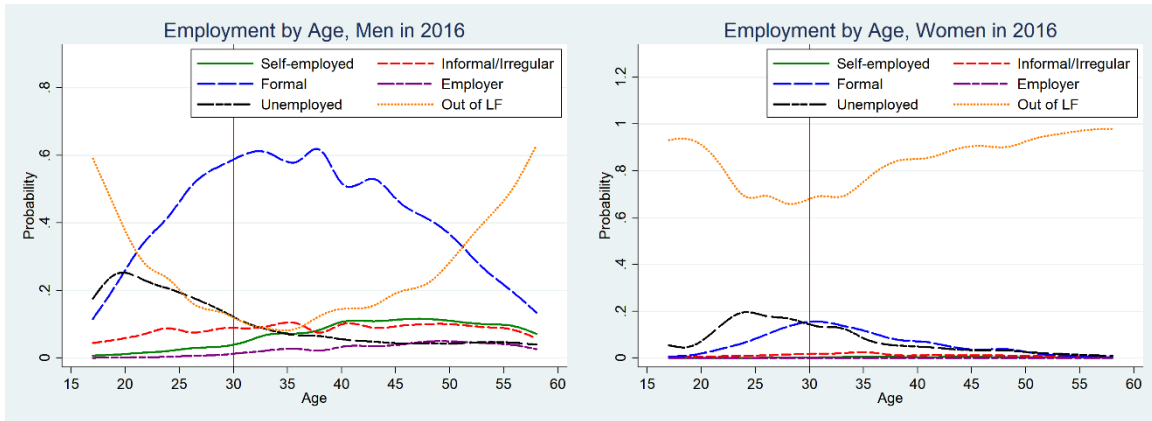 Employment by Age, Men in 2016
Self-employed Informal/Irregular
Formal Employer
Unemployed Out of LF
Probability
.8
.6
.4
.2
0
15 20 25 30 35 40 45 50 55 60
Age
Employment by Age, Women in 2016
Self-employed Informal/Irregular
Formal Employer
Unemployed Out of LF
Probability
1.2
1
.8
.6
.4
.2
0
15 20 25 30 35 40 45 50 55 60
Age